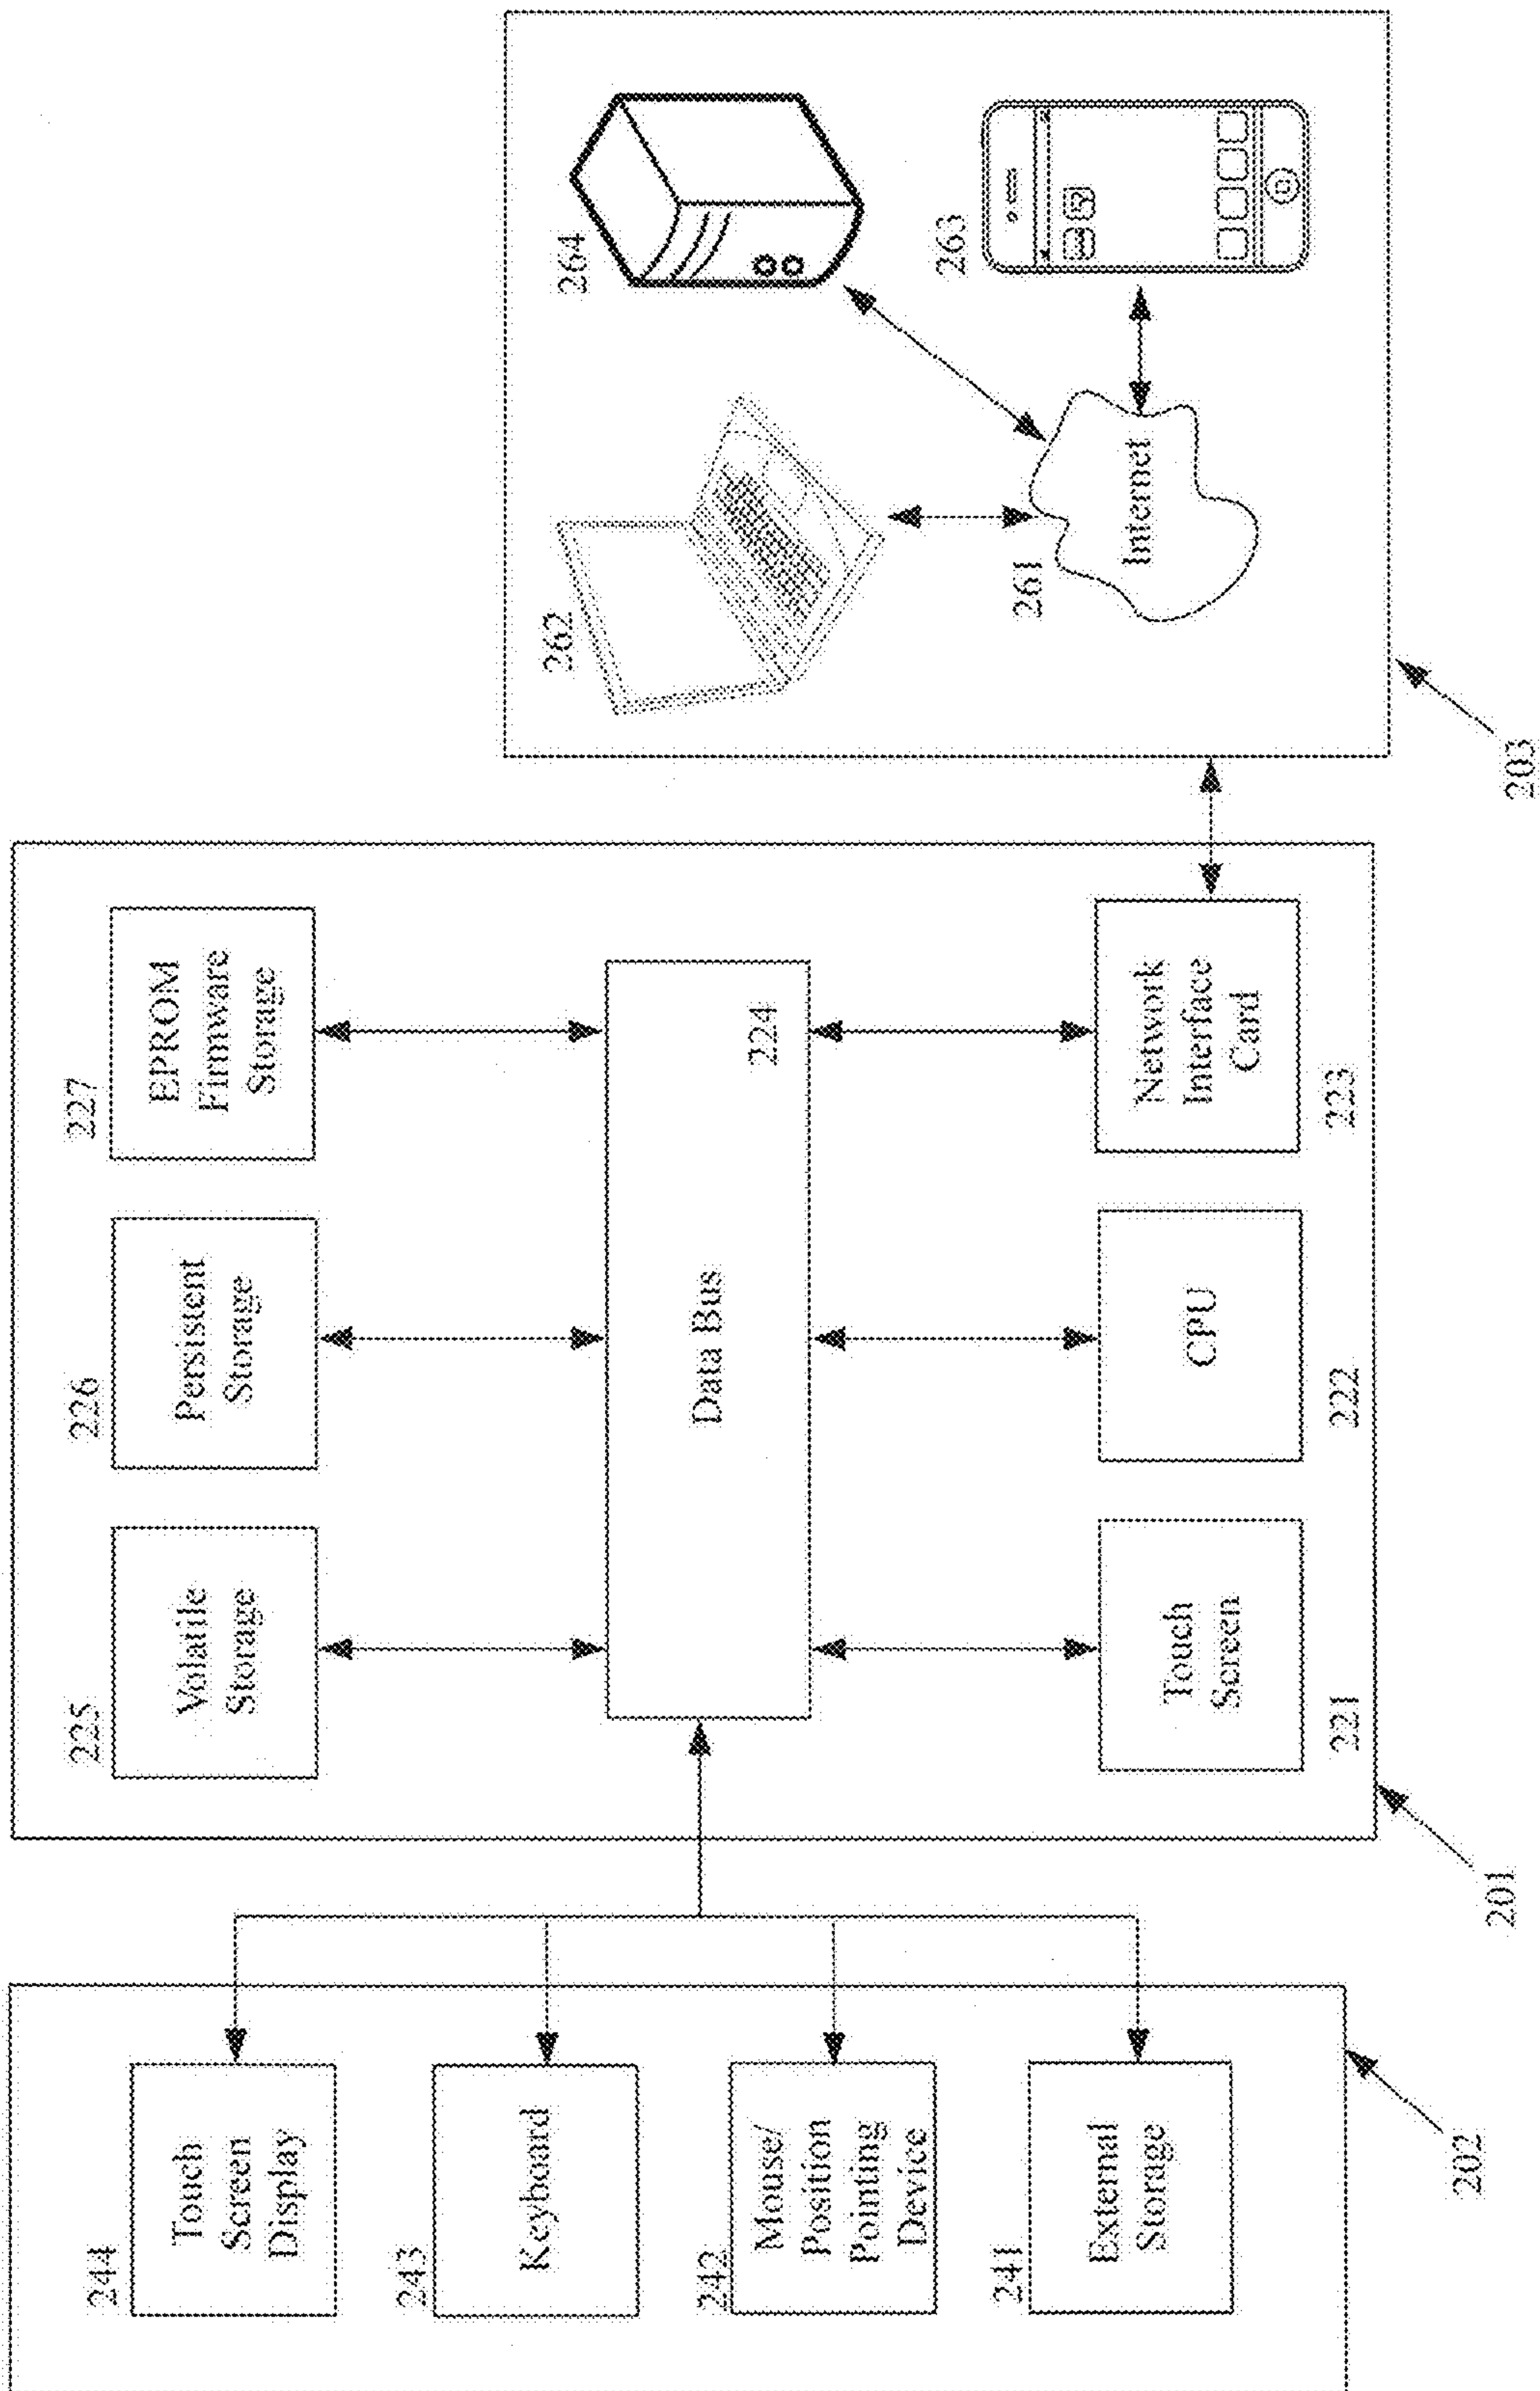 244
Touch
Screen
Display
243
Keyboard
242
Mouse/
Position
Pointing
Device
241
External
Storage
202
225
Volatile
Storage
226
Persistent
Storage
227
EPROM
Firmware
Storage
Data Bus
224
Touch
Screen
221
CPU
222
Network
Interface
Card
223
201
262
264
261
Internet
263
203